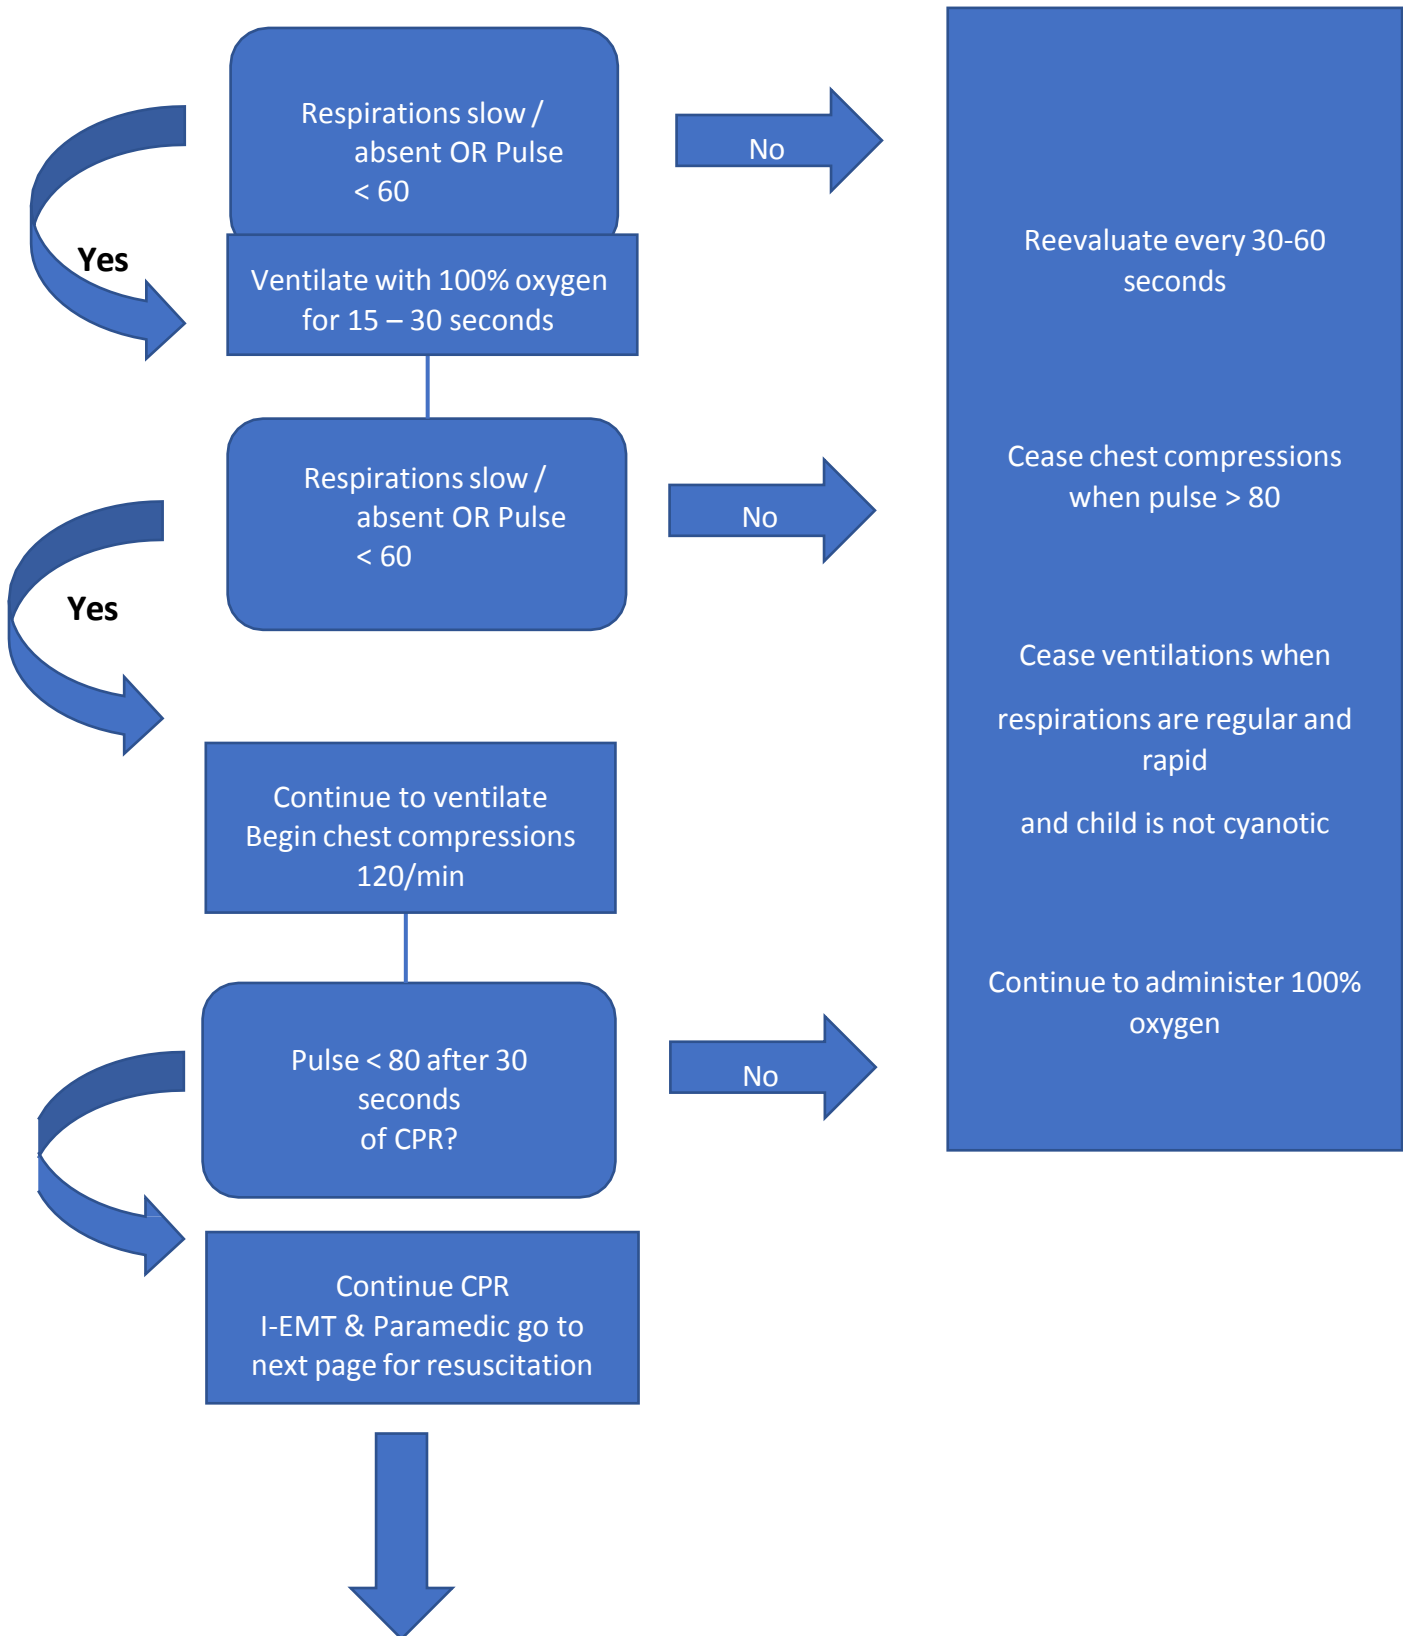 Respirations slow /
absent OR Pulse
< 60
No
Yes
Ventilate with 100% oxygen
for 15 – 30 seconds
Respirations slow /
absent OR Pulse
< 60
No
Yes
Continue to ventilate
Begin chest compressions
120/min
Pulse < 80 after 30
seconds
of CPR?
No
Continue CPR
I-EMT & Paramedic go to
next page for resuscitation
Reevaluate every 30-60
seconds
Cease chest compressions
when pulse > 80
Cease ventilations when
respirations are regular and
rapid
and child is not cyanotic
Continue to administer 100%
oxygen